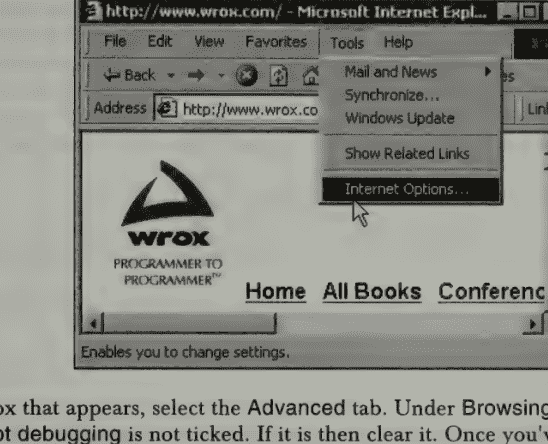 http://www.wrox.com/ - Microsoft Internet Expl...
File Edit View Favorites Tools Help
Back
Mail and News
Synchronize...
Address http://www.wrox.co
Windows Update
Show Related Links
Internet Options...
wrox
PROGRAMMER TO
PROGRAMMER™
Home All Books Conferenc
Enables you to change settings.
ox that appears, select the Advanced tab. Under Browsing
ot debugging is not ticked. If it is then clear it. Once you'v